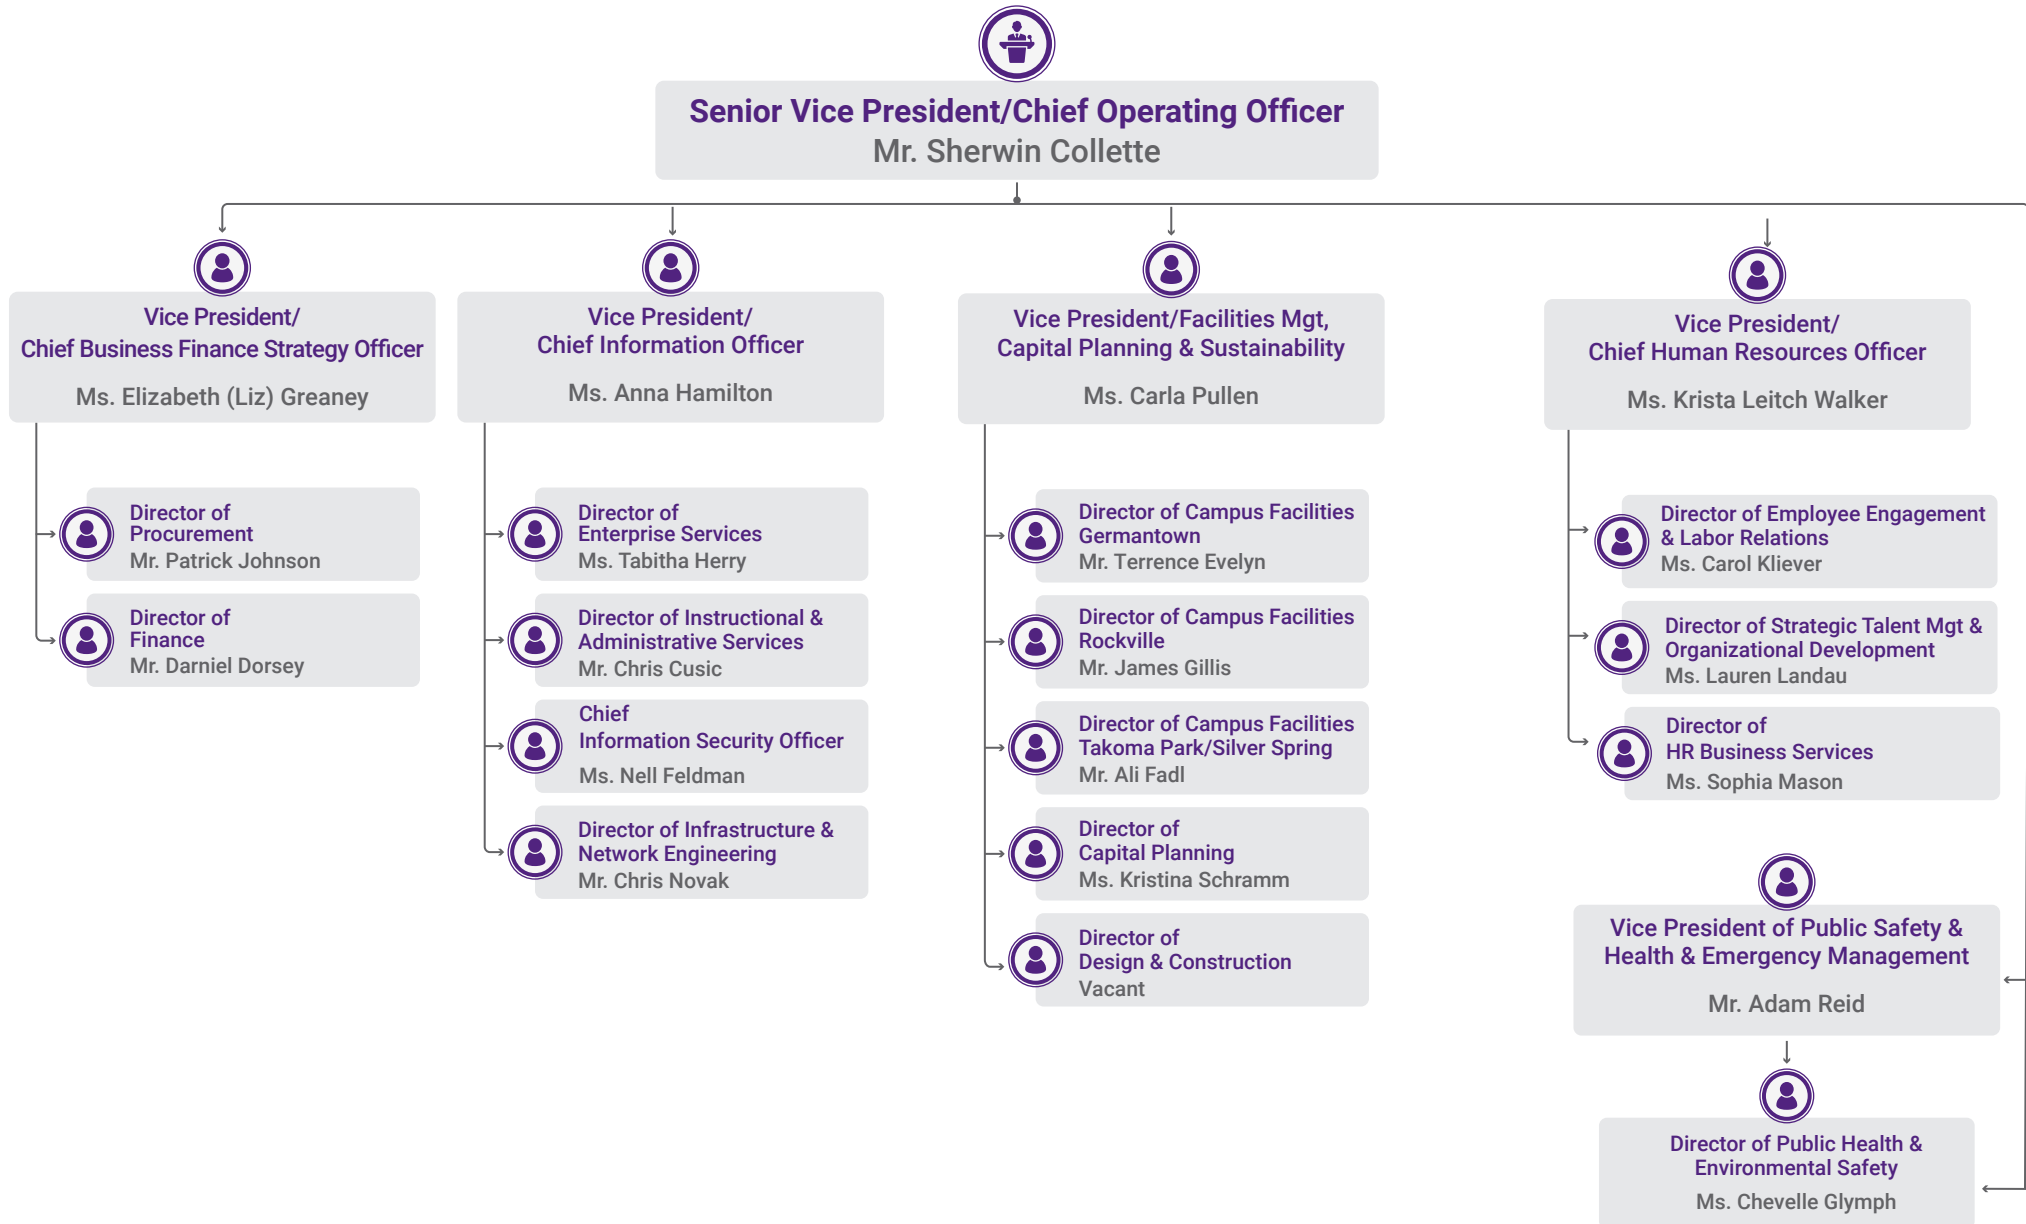 Senior Vice President/Chief Operating Officer
Mr. Sherwin Collette
Vice President/
Chief Business Finance Strategy Officer
Ms. Elizabeth (Liz) Greaney
Director of
Procurement
Mr. Patrick Johnson
Director of
Finance
Mr. Darniel Dorsey
Vice President/
Chief Information Officer
Ms. Anna Hamilton
Director of
Enterprise Services
Ms. Tabitha Herry
Director of Instructional &
Administrative Services
Mr. Chris Cusic
Chief
Information Security Officer
Ms. Nell Feldman
Director of Infrastructure &
Network Engineering
Mr. Chris Novak
Vice President/Facilities Mgt,
Capital Planning & Sustainability
Ms. Carla Pullen
Director of Campus Facilities
Germantown
Mr. Terrence Evelyn
Director of Campus Facilities
Rockville
Mr. James Gillis
Director of Campus Facilities
Takoma Park/Silver Spring
Mr. Ali Fadl
Director of
Capital Planning
Ms. Kristina Schramm
Director of
Design & Construction
Vacant
Vice President/
Chief Human Resources Officer
Ms. Krista Leitch Walker
Director of Employee Engagement
& Labor Relations
Ms. Carol Kliever
Director of Strategic Talent Mgt &
Organizational Development
Ms. Lauren Landau
Director of
HR Business Services
Ms. Sophia Mason
Vice President of Public Safety &
Health & Emergency Management
Mr. Adam Reid
Director of Public Health &
Environmental Safety
Ms. Chevelle Glymph